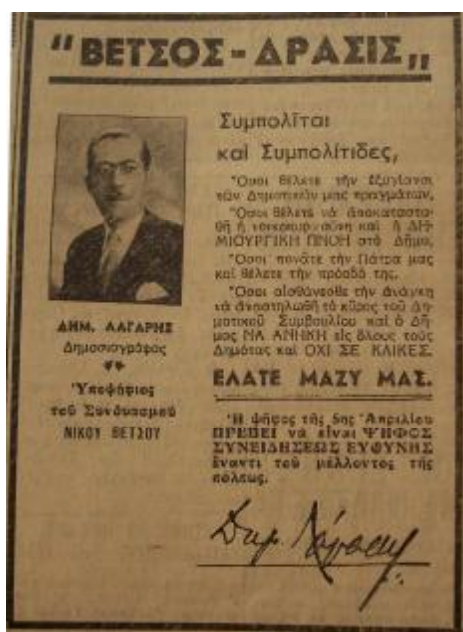 "ΒΕΤΣΟΣ - ΔΡΑΣΙΣ"
Συμπολῖται
καὶ Συμπολίτιδες,
Ὅσοι θέλετε τὴν ἐξυγίανσι
τῶν Δημοτικῶν μας πραγμάτων,
Ὅσοι θέλετε νὰ ἀποκαταστα-
θῆ ἡ νοικοκυρωσύνη καὶ ἡ ΔΗ-
ΜΙΟΥΡΓΙΚΗ ΠΝΟΗ στὸ Δῆμο,
Ὅσοι πονᾶτε τὴν Πάτρα μας
καὶ θέλετε τὴν πρόοδό της,
Ὅσοι αἰσθάνεσθε τὴν ἀνάγκη
νὰ ἀναστηλωθῆ τὸ κῦρος τοῦ Δη-
μοτικοῦ Συμβουλίου καὶ ὁ Δῆ-
μος ΝΑ ΑΝΗΚΗ εἰς ὅλους τοὺς
Δημότας καὶ ΟΧΙ ΣΕ ΚΛΙΚΕΣ.
ΕΛΑΤΕ ΜΑΖΥ ΜΑΣ.
Ἡ ψῆφος τῆς 5ης Ἀπριλίου
ΠΡΕΠΕΙ νὰ εἶναι ΨΗΦΟΣ
ΣΥΝΕΙΔΗΣΕΩΣ ΕΥΘΥΝΗΣ
ἔναντι τοῦ μέλλοντος τῆς
πόλεως.
ΔΗΜ. ΛΑΓΑΡΗΣ
Δημοσιογράφος
Ὑποψήφιος
τοῦ Συνδυασμοῦ
ΝΙΚΟΥ ΒΕΤΣΟΥ